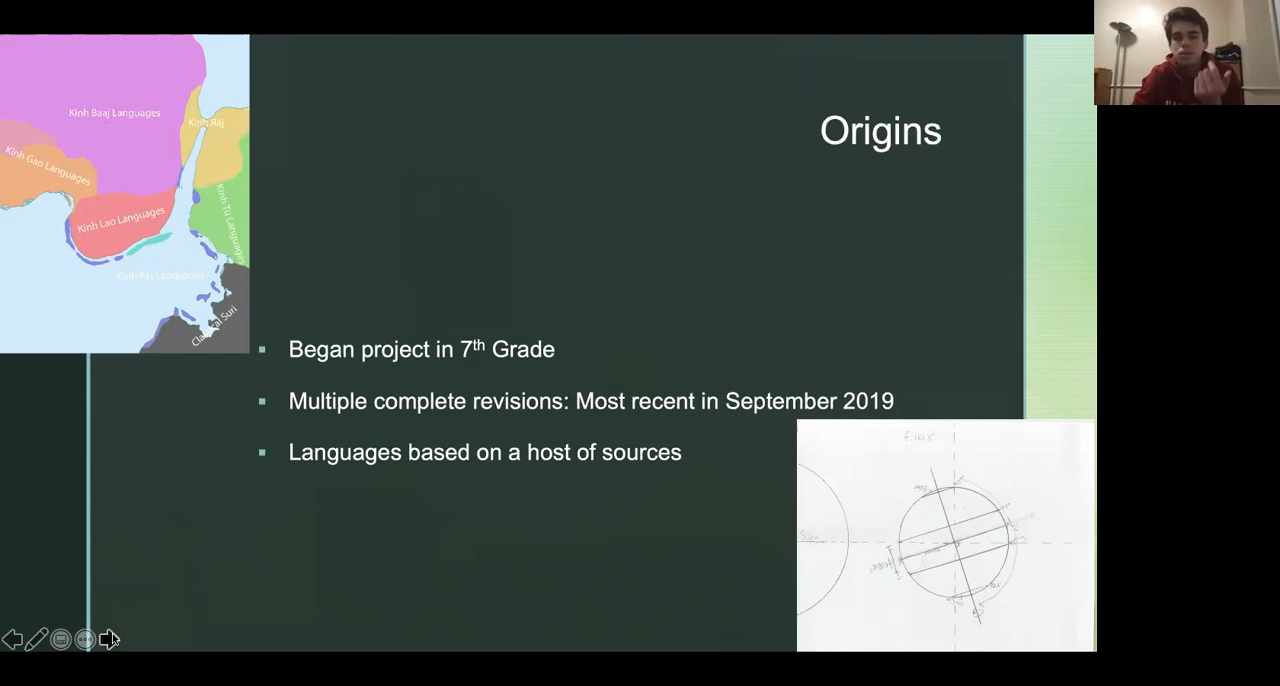 Kinh Baaj Languages
Kinh Raj
Kinh Gao Languages
Kinh Lao Languages
Kinh Tu Languages
Kinh Pas Languages
Suri
Origins
Began project in 7th Grade
Multiple complete revisions: Most recent in September 2019
Languages based on a host of sources